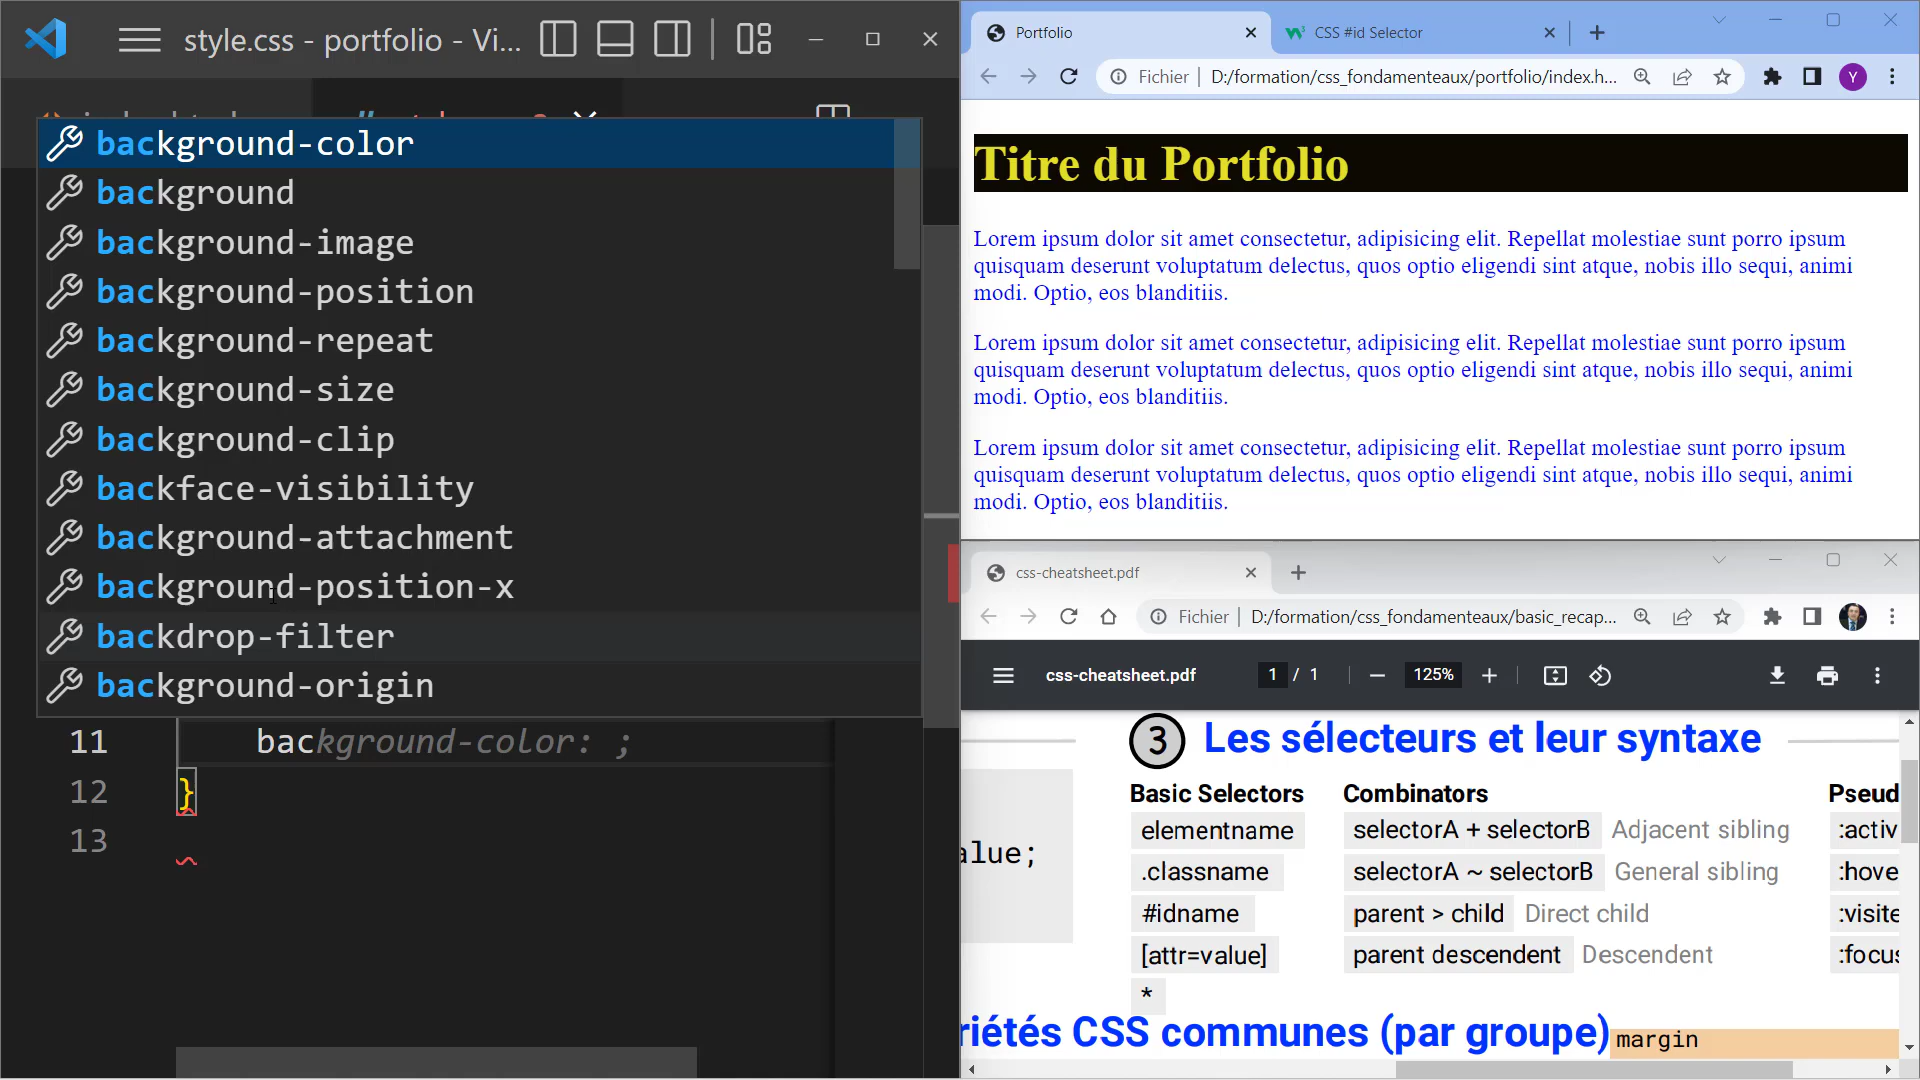 style.css - portfolio - Vi...
background-color
background
background-image
background-position
background-repeat
background-size
background-clip
backface-visibility
background-attachment
background-position-x
backdrop-filter
background-origin
11 background-color: ;
12 }
13
Portfolio
CSS #id Selector
Fichier D:/formation/css_fondamenteaux/portfolio/index.h...
Y
Titre du Portfolio
Lorem ipsum dolor sit amet consectetur, adipisicing elit. Repellat molestiae sunt porro ipsum
quisquam deserunt voluptatum delectus, quos optio eligendi sint atque, nobis illo sequi, animi
modi. Optio, eos blanditiis.
Lorem ipsum dolor sit amet consectetur, adipisicing elit. Repellat molestiae sunt porro ipsum
quisquam deserunt voluptatum delectus, quos optio eligendi sint atque, nobis illo sequi, animi
modi. Optio, eos blanditiis.
Lorem ipsum dolor sit amet consectetur, adipisicing elit. Repellat molestiae sunt porro ipsum
quisquam deserunt voluptatum delectus, quos optio eligendi sint atque, nobis illo sequi, animi
modi. Optio, eos blanditiis.
css-cheatsheet.pdf
Fichier D:/formation/css_fondamenteaux/basic_recap...
css-cheatsheet.pdf 1 / 1 — 125% +
3 Les sélecteurs et leur syntaxe
Basic Selectors Combinators Pseud
elementname selectorA + selectorB Adjacent sibling :activ
alue;
.classname selectorA ~ selectorB General sibling :hove
#idname parent > child Direct child :visite
[attr=value] parent descendent Descendent :focus
*
riétés CSS communes (par groupe) margin